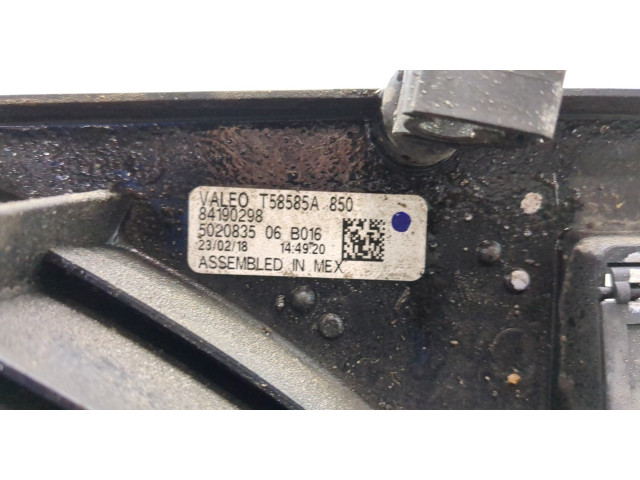 VALEO T58585A 850
84190298
5020835 06 B016
23/02/18 14:49:20
ASSEMBLED IN MEX